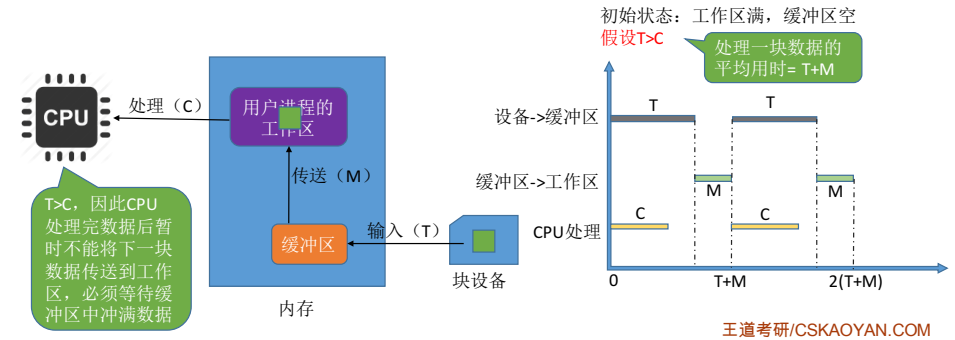 初始状态：工作区满，缓冲区空
假设T>C
处理一块数据的
平均用时= T+M
CPU
处理（C）
用户进程的
工作区
传送（M）
缓冲区
输入（T）
块设备
内存
T>C，因此CPU
处理完数据后暂
时不能将下一块
数据传送到工作
区，必须等待缓
冲区中冲满数据
设备->缓冲区
T
T
缓冲区->工作区
M
M
CPU处理
C
C
0
T+M
2(T+M)
王道考研/CSKAOYAN.COM